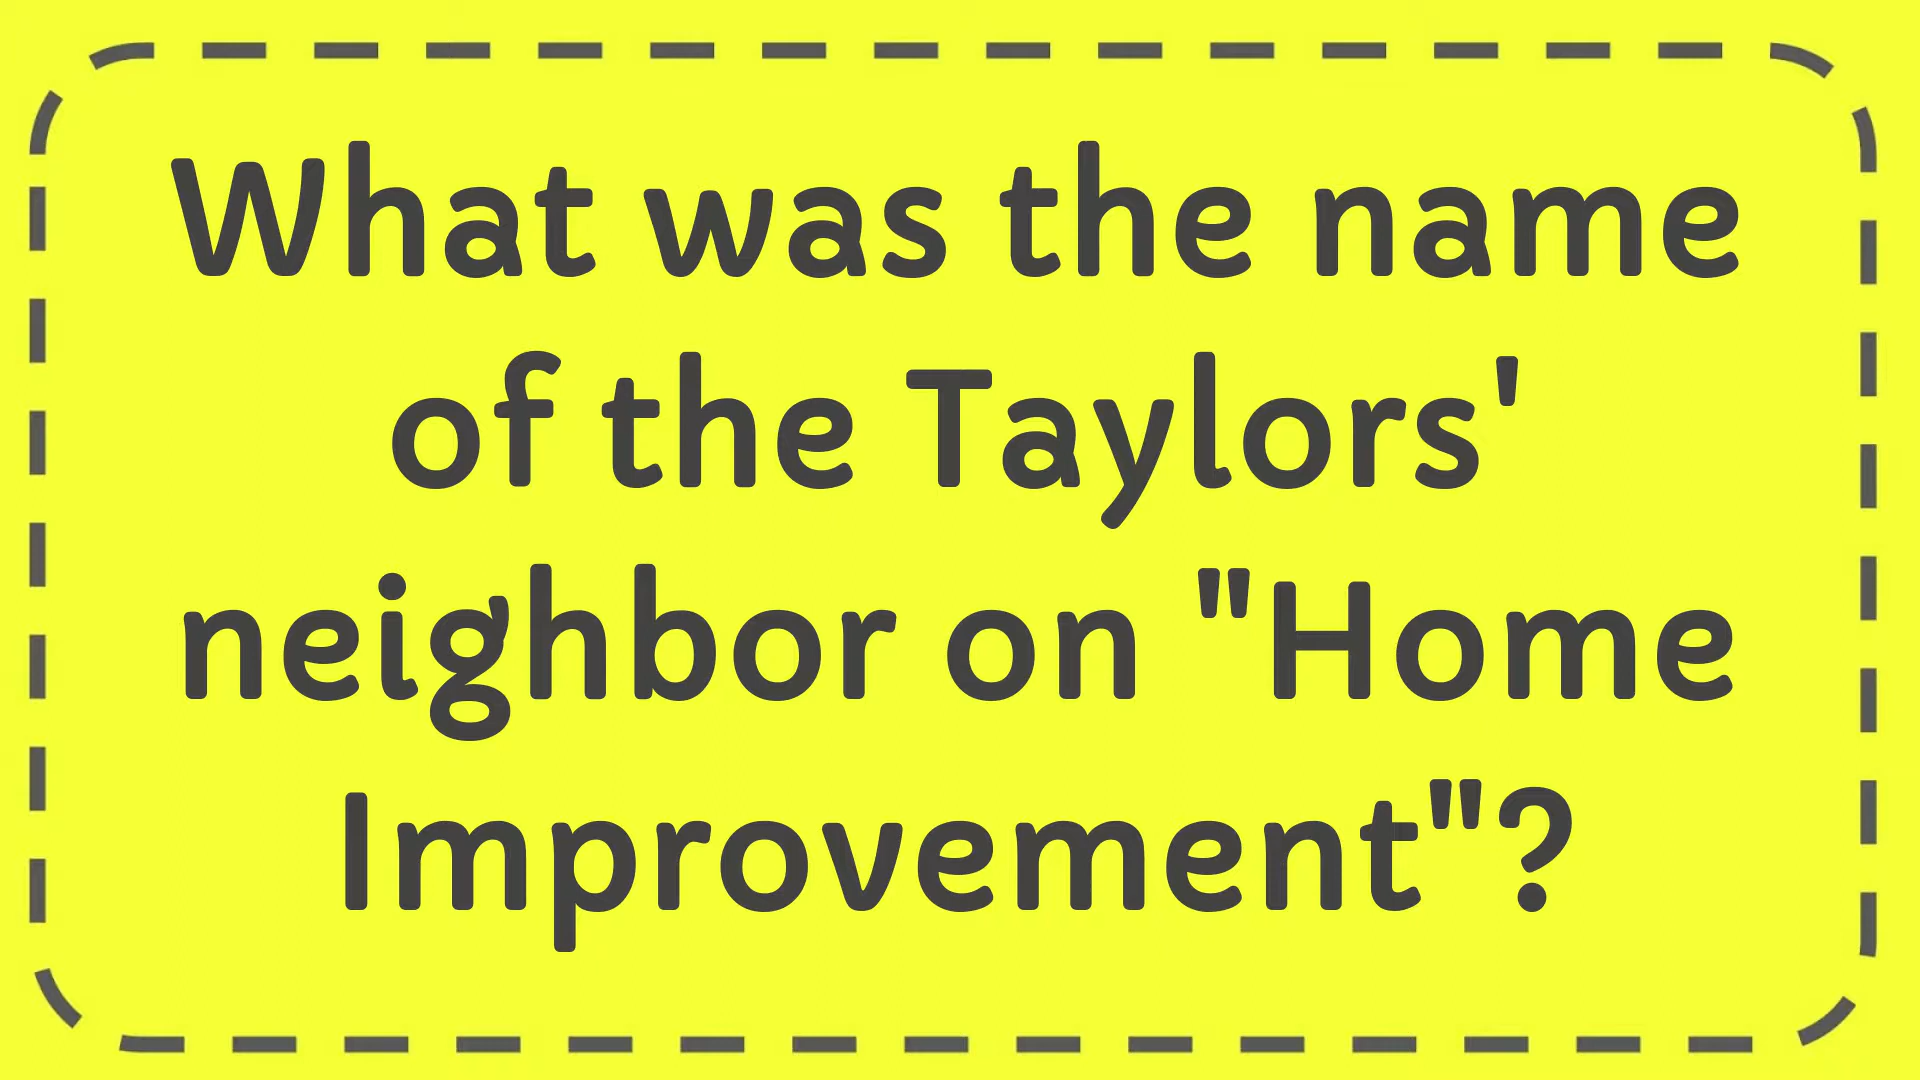 What was the name
of the Taylors'
neighbor on "Home
Improvement"?